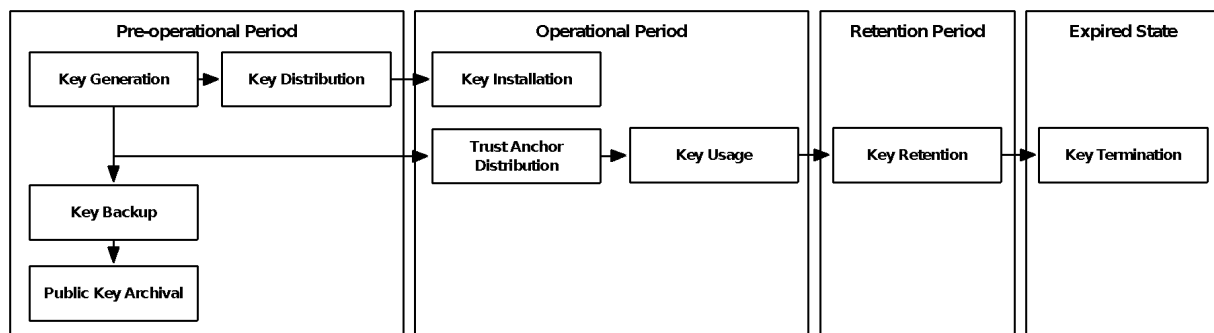 Pre-operational Period
Operational Period
Retention Period
Expired State
Key Generation
Key Distribution
Key Installation
Trust Anchor
Distribution
Key Usage
Key Retention
Key Termination
Key Backup
Public Key Archival